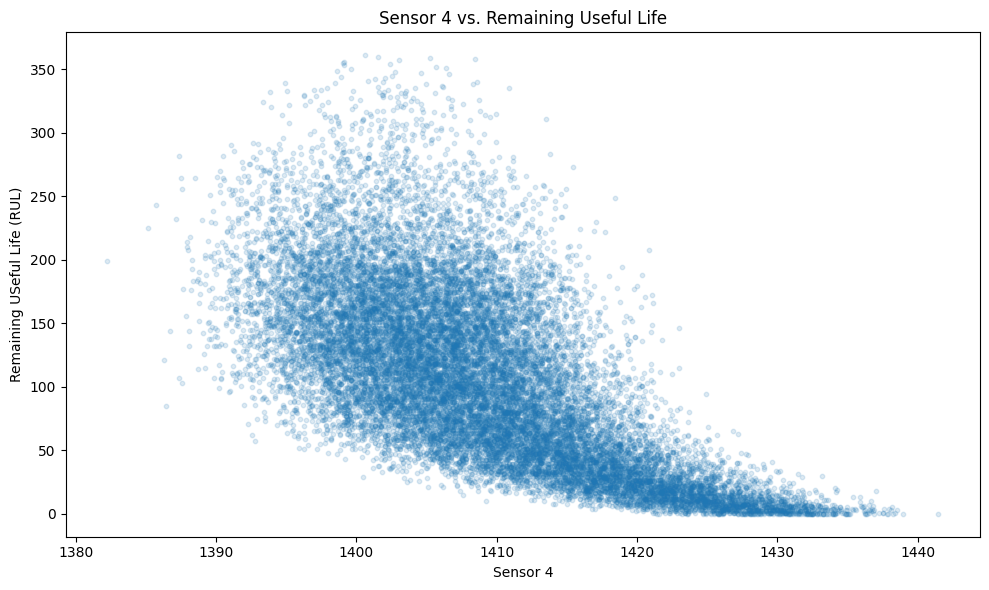 Sensor 4 vs. Remaining Useful Life
350
300
250
200
150
100
50
0
Remaining USeful Life (RUL)
1380 1390 1400 1410 1420 1430 1440
Sensor 4